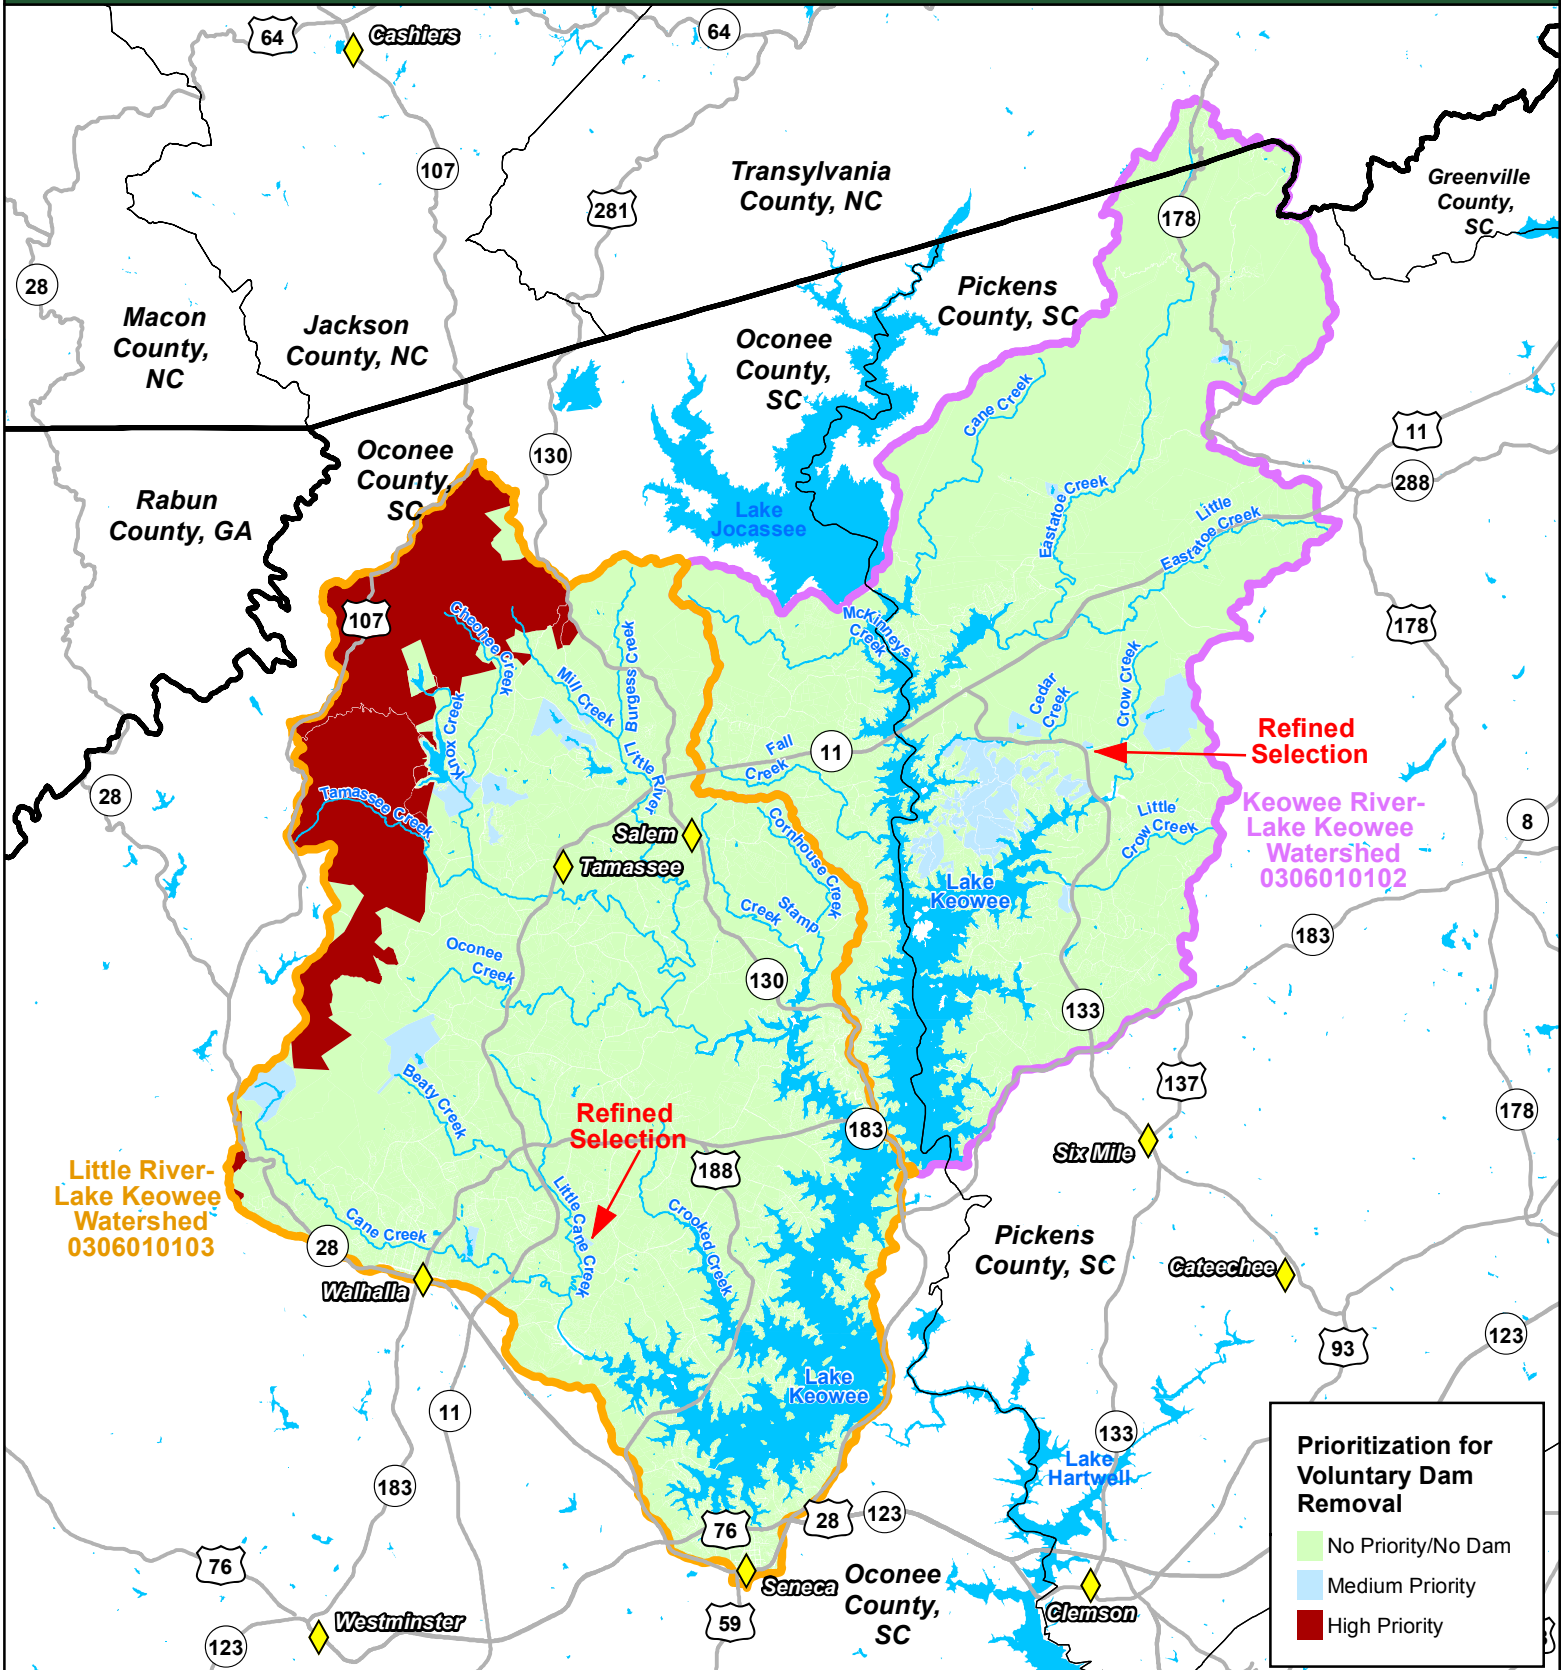 64
Cashiers
64
107
Transylvania
County, NC
281
178
Greenville
County,
SC
28
Macon
County,
NC
Jackson
County, NC
Pickens
County, SC
Oconee
County,
SC
Cane Creek
11
288
Oconee
County,
SC
130
Rabun
County, GA
Lake
Jocassee
Eastatoe Creek
Little
Eastatoe Creek
107
Cheohee Creek
Mill Creek
Burgess Creek
McKinneys
Creek
178
Knox Creek
Little River
Cedar
Creek
Crow Creek
Refined
Selection
Fall
Creek
11
28
Tamassee Creek
Salem
Tamassee
Cornhouse Creek
Little
Crow Creek
Keowee River-
Lake Keowee
Watershed
0306010102
8
Lake
Keowee
Stamp
Creek
183
Oconee
Creek
130
133
Beaty Creek
137
178
Refined
Selection
183
188
Six Mile
Little River-
Lake Keowee
Watershed
0306010103
Little Cane Creek
Crooked Creek
Cane Creek
28
Walhalla
Pickens
County, SC
Cateechee
93
123
Lake
Keowee
11
133
Lake
Hartwell
183
76
28
123
76
Seneca
Oconee
County,
SC
Clemson
59
Westminster
123
Prioritization for
Voluntary Dam
Removal
No Priority/No Dam
Medium Priority
High Priority